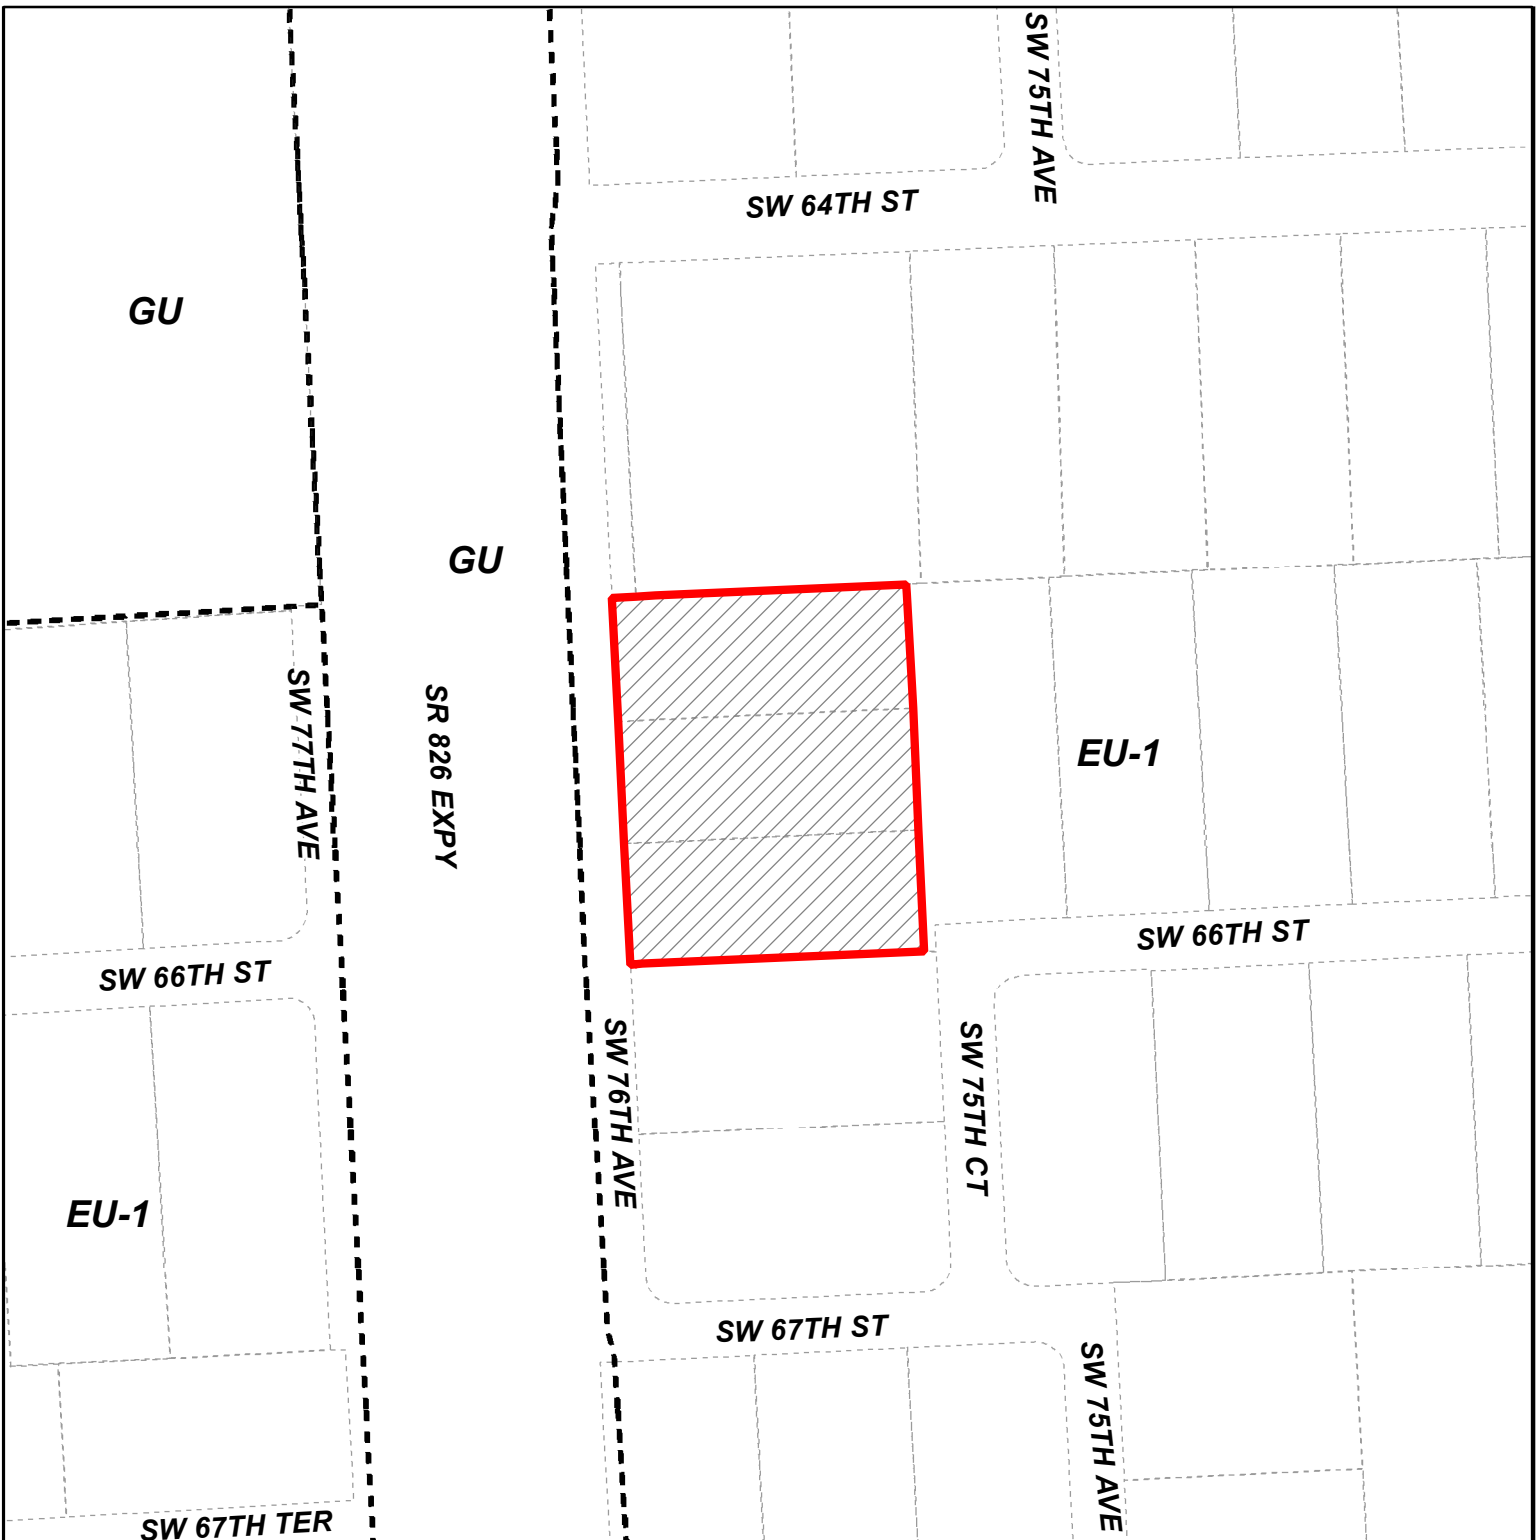 SW 75TH AVE
SW 64TH ST
GU
GU
SW 77TH AVE
SR 826 EXPY
EU-1
SW 66TH ST
SW 66TH ST
SW 76TH AVE
SW 75TH CT
EU-1
SW 67TH ST
SW 75TH AVE
SW 67TH TER